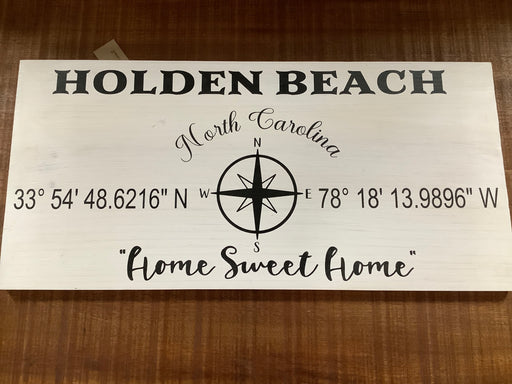 HOLDEN BEACH
North Carolina
N
33° 54' 48.6216" N W E 78° 18' 13.9896" W
S
"Home Sweet Home"